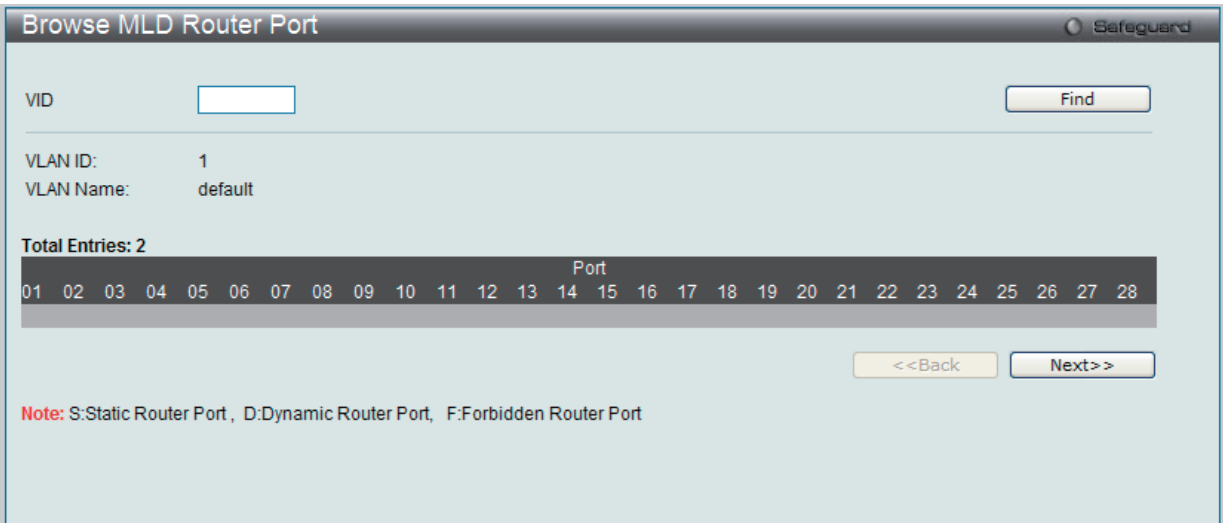 Browse MLD Router Port
Safeguard
VID
Find
VLAN ID: 1
VLAN Name: default
Total Entries: 2
Port
01 02 03 04 05 06 07 08 09 10 11 12 13 14 15 16 17 18 19 20 21 22 23 24 25 26 27 28
<<Back Next>>
Note: S:Static Router Port , D:Dynamic Router Port, F:Forbidden Router Port